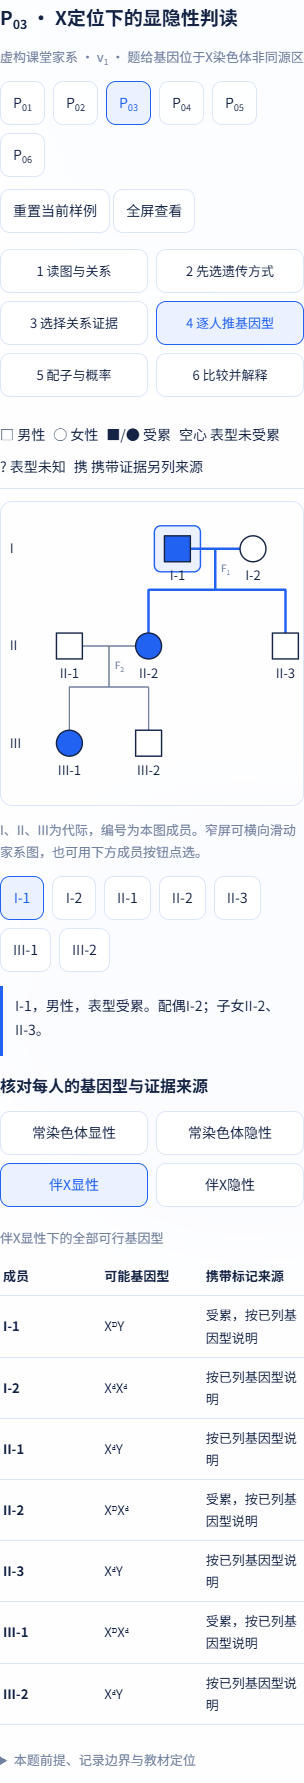 P₀₃ · X定位下的显隐性判读
虚构课堂家系 · v₁ · 题给基因位于X染色体非同源区
P₀₁ P₀₂ P₀₃ P₀₄ P₀₅
P₀₆
重置当前样例 全屏查看
1 读图与关系 2 先选遗传方式
3 选择关系证据 4 逐人推基因型
5 配子与概率 6 比较并解释
□ 男性 ○ 女性 ■/● 受累 空心 表型未受累
? 表型未知 携 携带证据另列来源
I
I-1 F₁ I-2
II
II-1 F₂ II-2 II-3
III
III-1 III-2
I、II、III为代际，编号为本图成员。窄屏可横向滑动
家系图，也可用下方成员按钮点选。
I-1 I-2 II-1 II-2 II-3
III-1 III-2
I-1，男性，表型受累。配偶I-2；子女II-2、
II-3。
核对每人的基因型与证据来源
常染色体显性 常染色体隐性
伴X显性 伴X隐性
伴X显性下的全部可行基因型
成员 可能基因型 携带标记来源
I-1 XᴰY 受累，按已列基
因型说明
I-2 XᵈXᵈ 按已列基因型说
明
II-1 XᵈY 按已列基因型说
明
II-2 XᴰXᵈ 受累，按已列基
因型说明
II-3 XᵈY 按已列基因型说
明
III-1 XᴰXᵈ 受累，按已列基
因型说明
III-2 XᵈY 按已列基因型说
明
▶ 本题前提、记录边界与教材定位